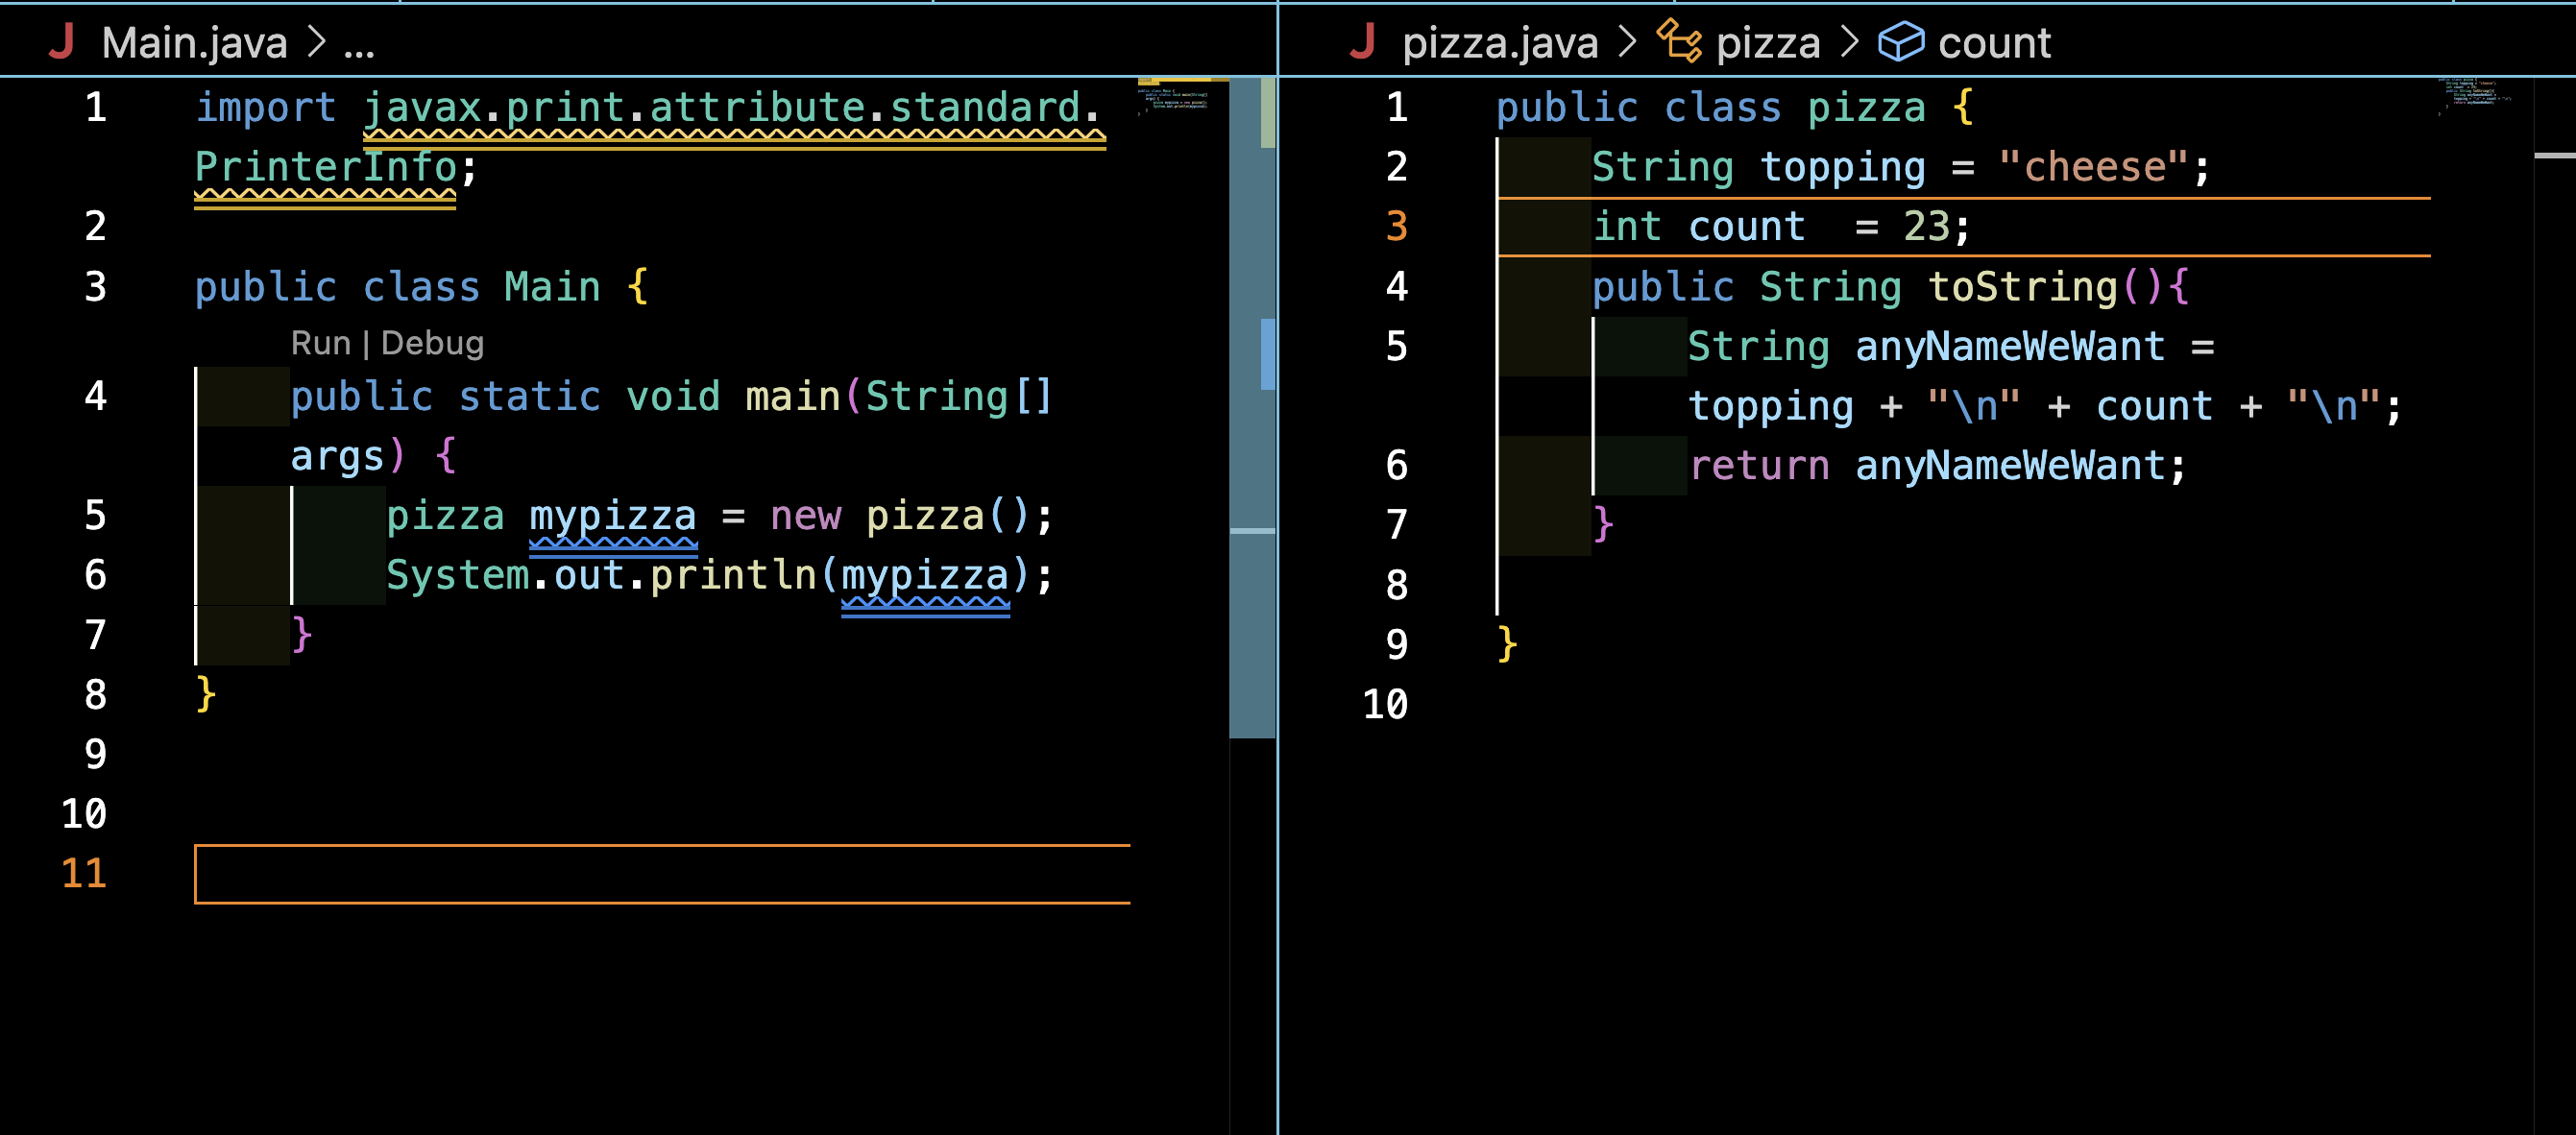 Main.java > ...
1 import javax.print.attribute.standard.
PrinterInfo;
2
3 public class Main {
Run | Debug
4 public static void main(String[]
args) {
5 pizza mypizza = new pizza();
6 System.out.println(mypizza);
7 }
8 }
9
10
11
pizza.java > pizza > count
1 public class pizza {
2 String topping = "cheese";
3 int count  = 23;
4 public String toString(){
5 String anyNameWeWant =
topping + "\n" + count + "\n";
6 return anyNameWeWant;
7 }
8
9 }
10